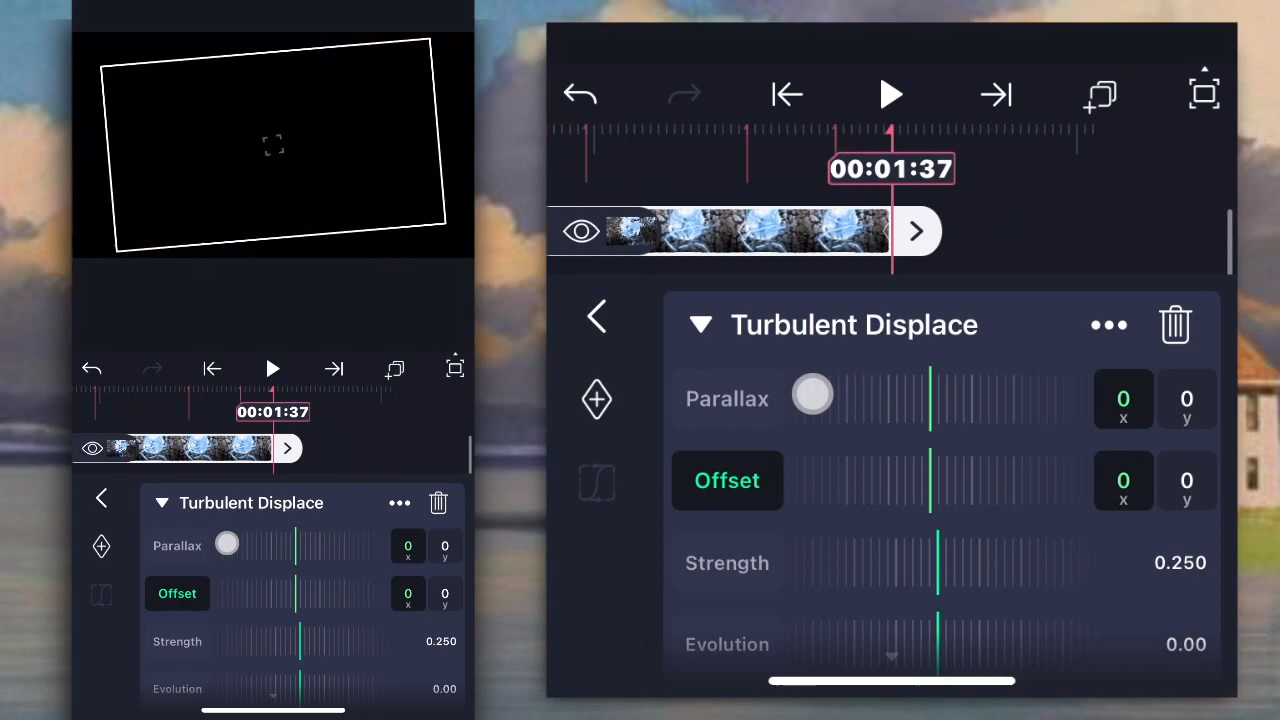 00:01:37
Turbulent Displace
Parallax 0 x 0 y
Offset 0 x 0 y
Strength 0.250
Evolution 0.00
00:01:37
Turbulent Displace
Parallax 0 x 0 y
Offset 0 x 0 y
Strength 0.250
Evolution 0.00